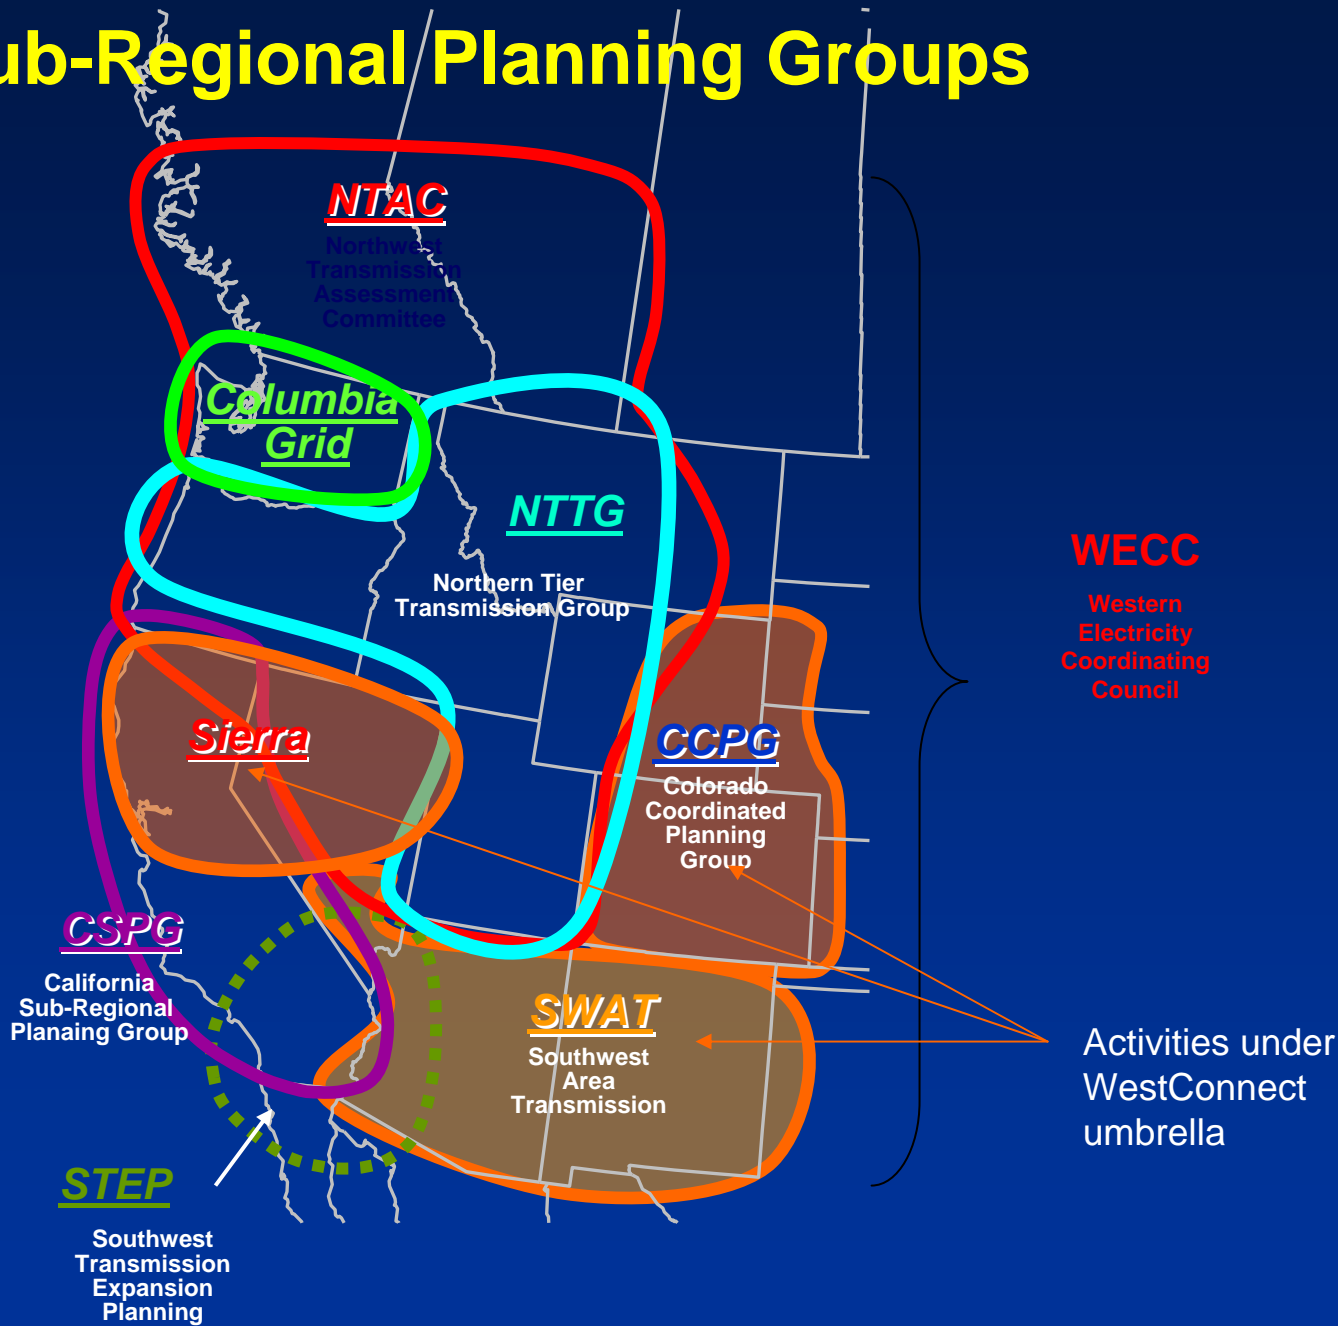 ub-Regional Planning Groups
NTAC
Northwest
Transmission
Assessment
Committee
Columbia
Grid
NTTG
Northern Tier
Transmission Group
WECC
Western
Electricity
Coordinating
Council
Sierra
CCPG
Colorado
Coordinated
Planning
Group
CSPG
California
Sub-Regional
Planaing Group
SWAT
Southwest
Area
Transmission
Activities under
WestConnect
umbrella
STEP
Southwest
Transmission
Expansion
Planning